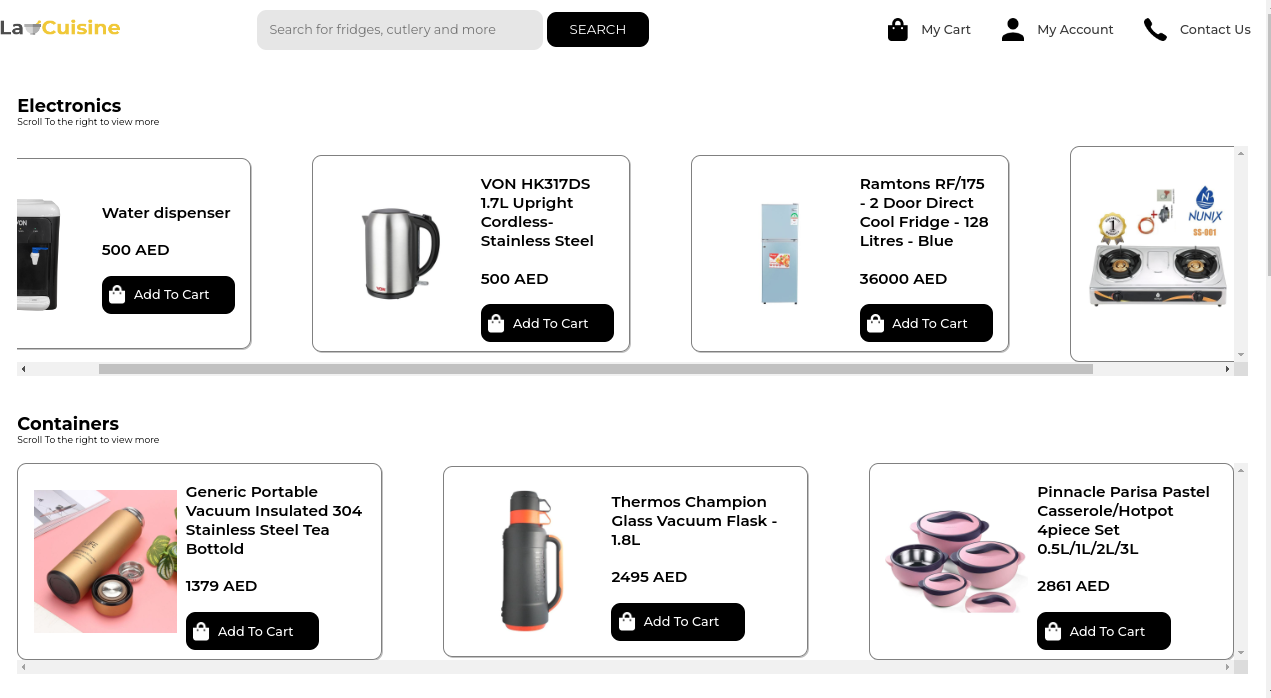 La Cuisine
Search for fridges, cutlery and more
SEARCH
My Cart
My Account
Contact Us
Electronics
Scroll To the right to view more
Water dispenser
500 AED
Add To Cart
VON HK317DS
1.7L Upright
Cordless-
Stainless Steel
500 AED
Add To Cart
Ramtons RF/175
- 2 Door Direct
Cool Fridge - 128
Litres - Blue
36000 AED
Add To Cart
1
NUNIX
SS-001
Containers
Scroll To the right to view more
Generic Portable
Vacuum Insulated 304
Stainless Steel Tea
Bottold
1379 AED
Add To Cart
Thermos Champion
Glass Vacuum Flask -
1.8L
2495 AED
Add To Cart
Pinnacle Parisa Pastel
Casserole/Hotpot
4piece Set
0.5L/1L/2L/3L
2861 AED
Add To Cart